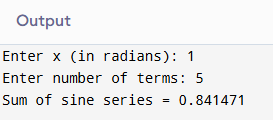 Output
Enter x (in radians): 1
Enter number of terms: 5
Sum of sine series = 0.841471